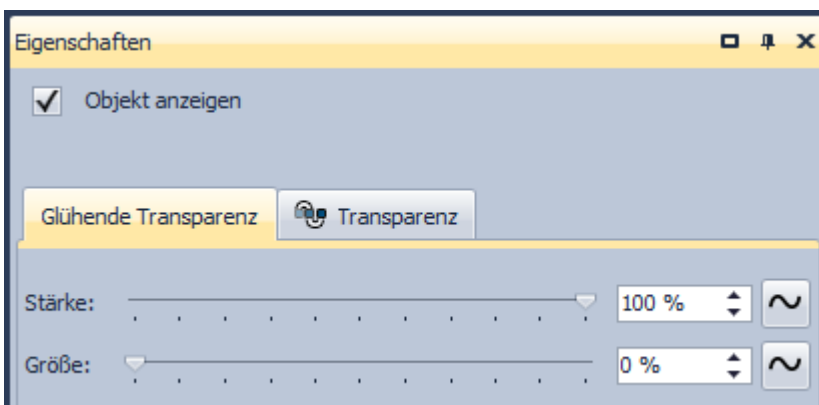 Eigenschaften
Objekt anzeigen
Glühende Transparenz Transparenz
Stärke: 100 %
Größe: 0 %